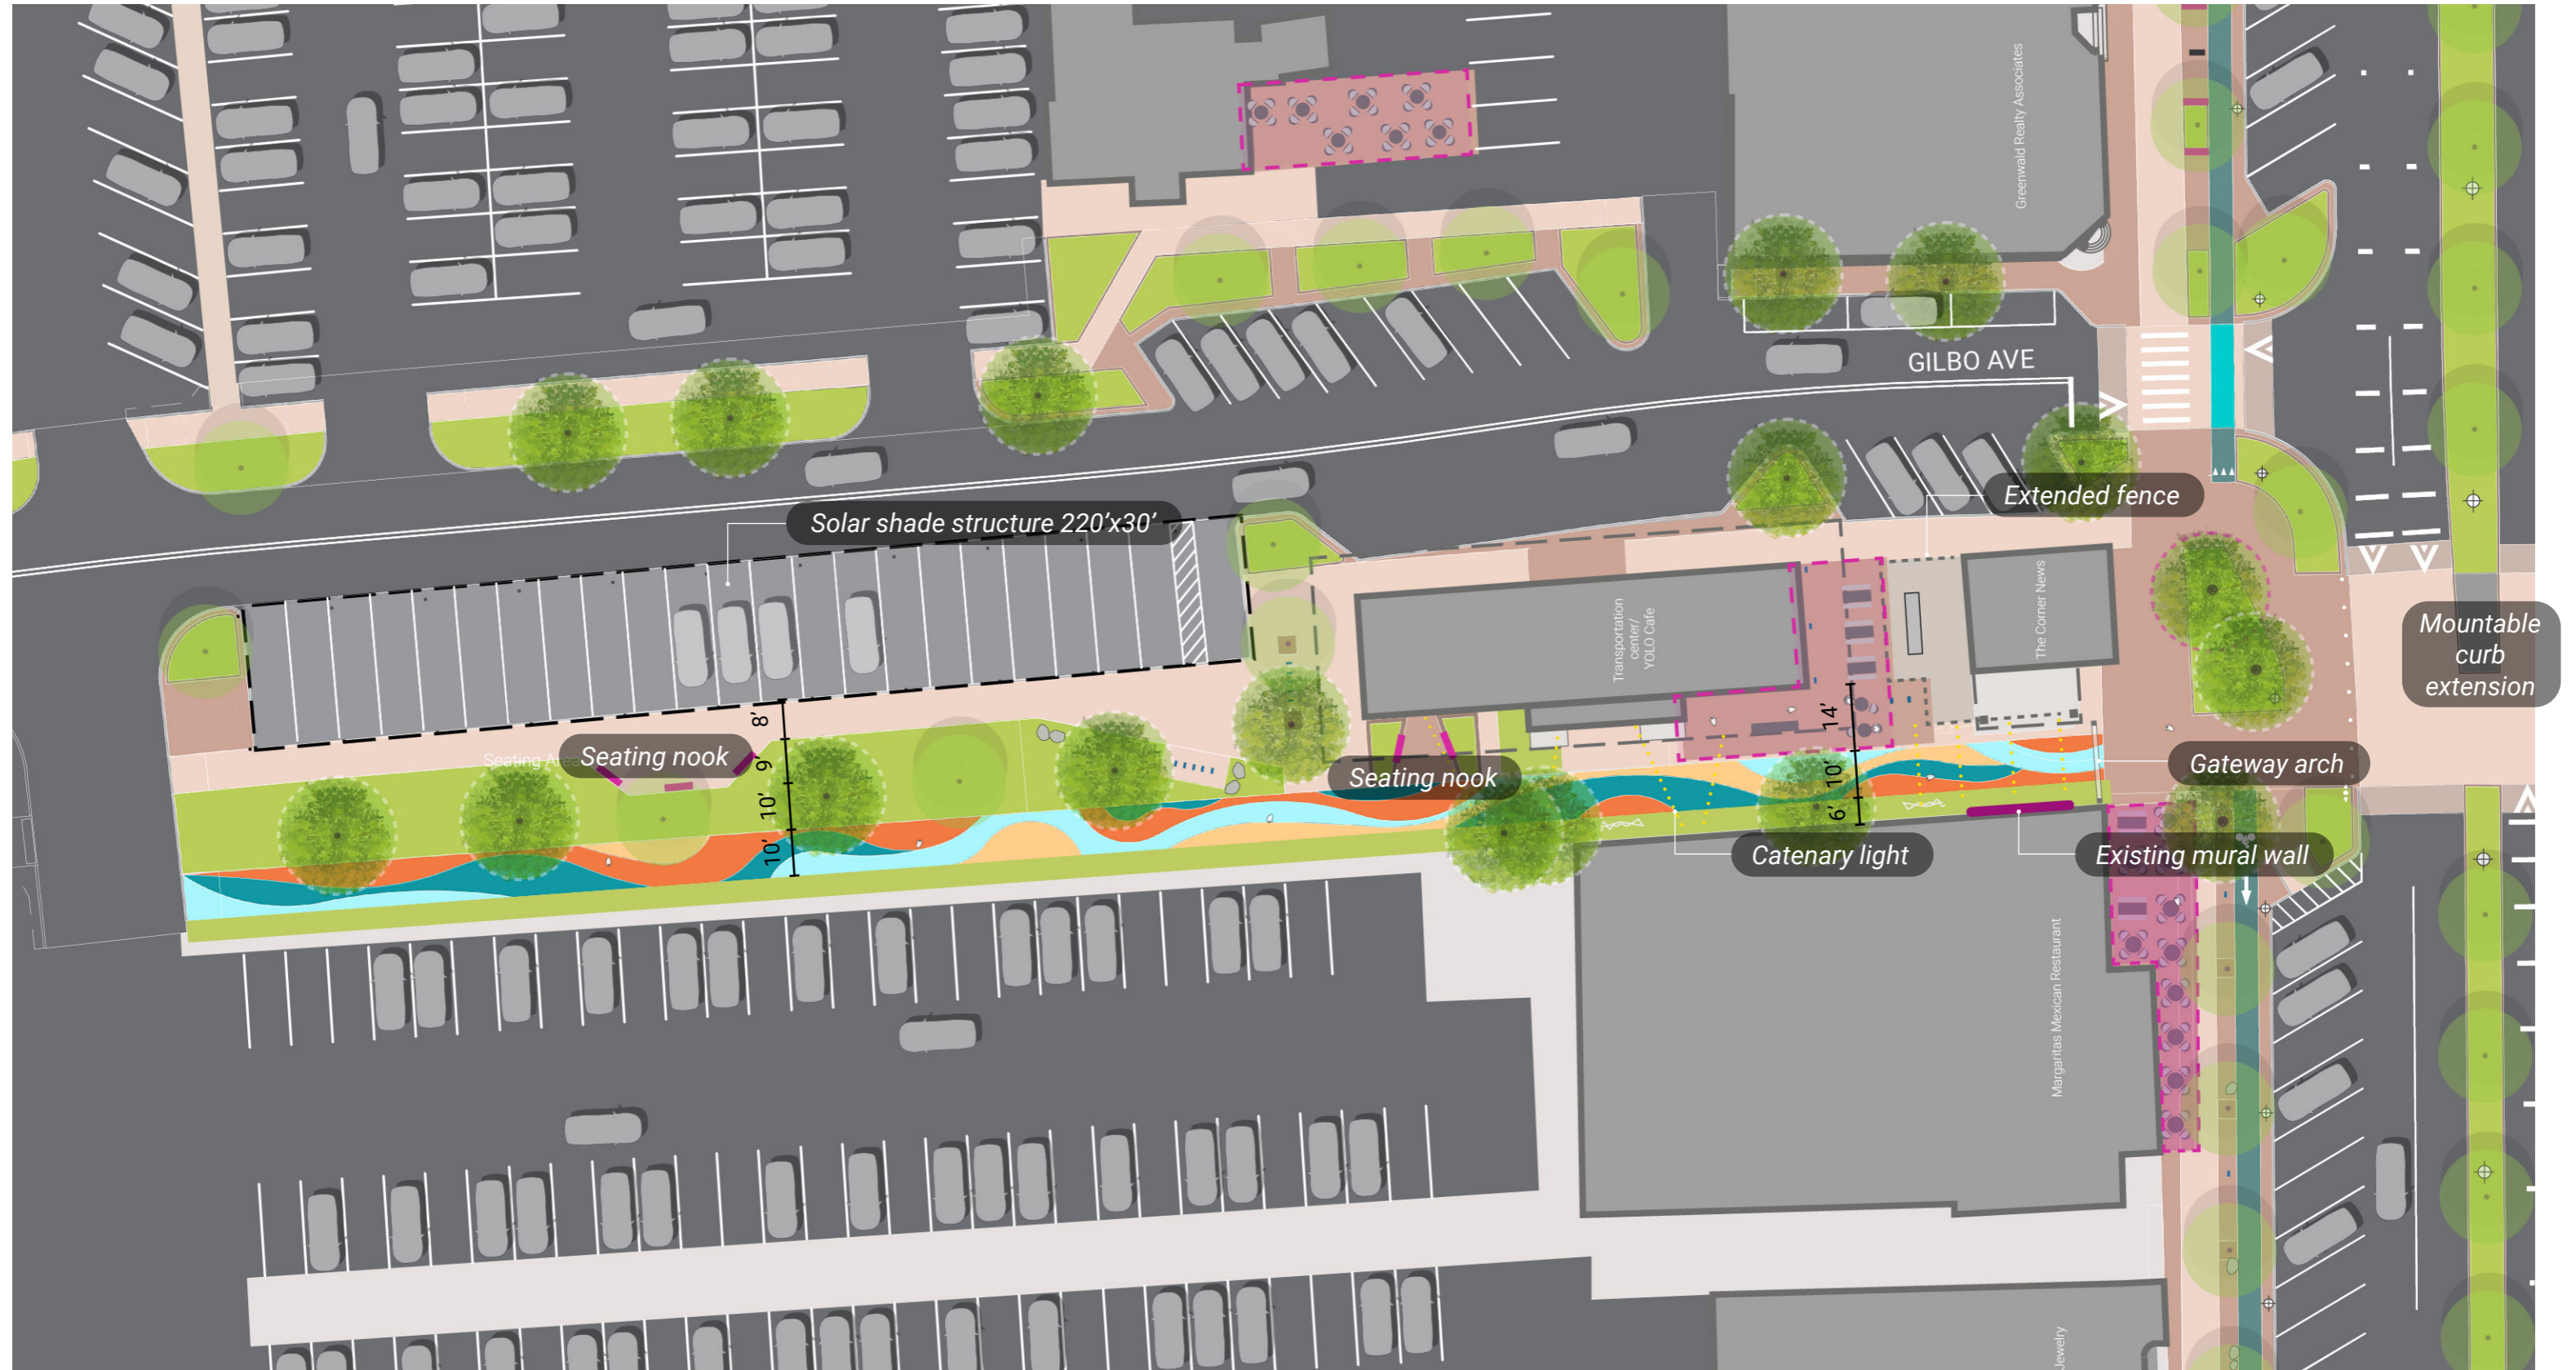 Greenwald Realty Associates
GILBO AVE
Extended fence
Solar shade structure 220’x30’
Transportation
center/
YOLO Cafe
The Corner News
Mountable
curb
extension
8’
9’
10’
10’
14’
10’
6’
Seating Area
Seating nook
Seating nook
Gateway arch
Catenary light
Existing mural wall
Margaritas Mexican Restaurant
Jewelry